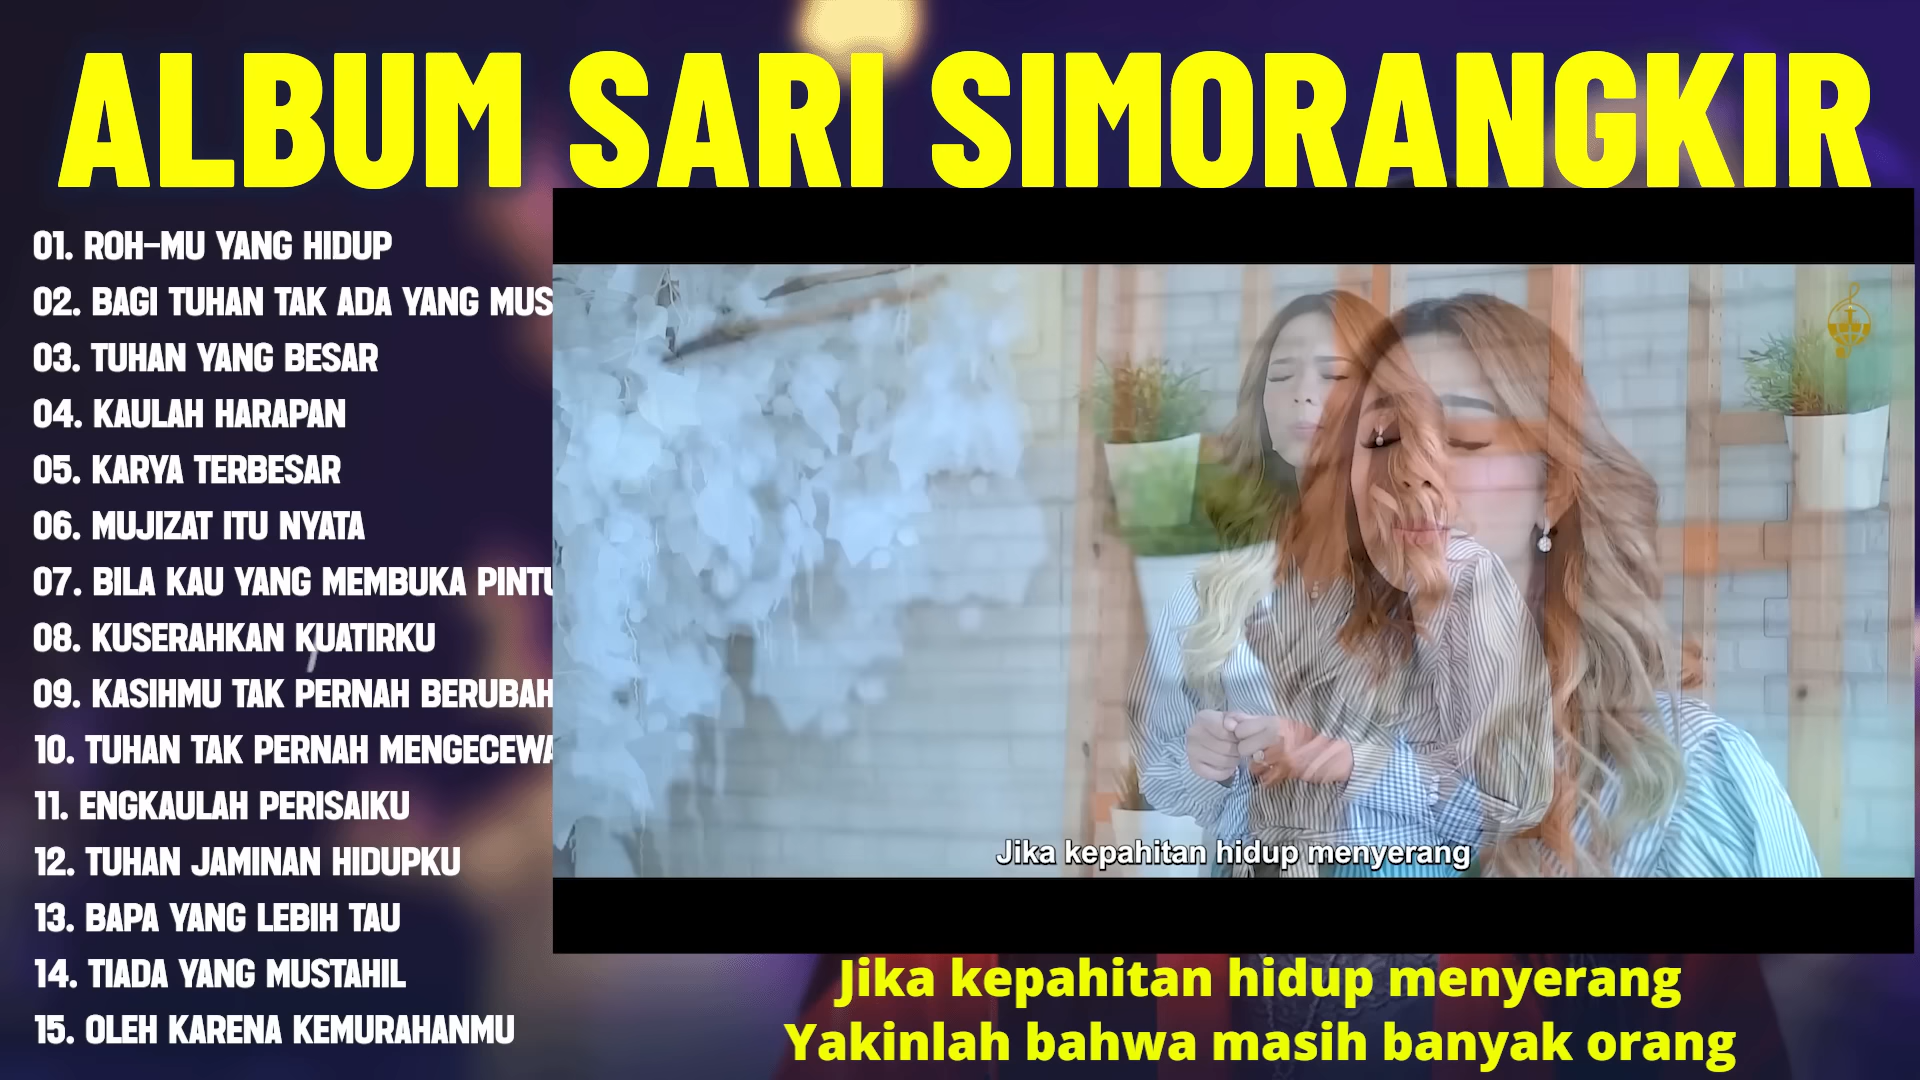 ALBUM SARI SIMORANGKIR
01. ROH-MU YANG HIDUP
02. BAGI TUHAN TAK ADA YANG MUS
03. TUHAN YANG BESAR
04. KAULAH HARAPAN
05. KARYA TERBESAR
06. MUJIZAT ITU NYATA
07. BILA KAU YANG MEMBUKA PINTU
08. KUSERAHKAN KUATIRKU
09. KASIHMU TAK PERNAH BERUBAH
10. TUHAN TAK PERNAH MENGECEWA
11. ENGKAULAH PERISAIKU
12. TUHAN JAMINAN HIDUPKU
13. BAPA YANG LEBIH TAU
14. TIADA YANG MUSTAHIL
15. OLEH KARENA KEMURAHANMU
Jika kepahitan hidup menyerang
Jika kepahitan hidup menyerang
Yakinlah bahwa masih banyak orang